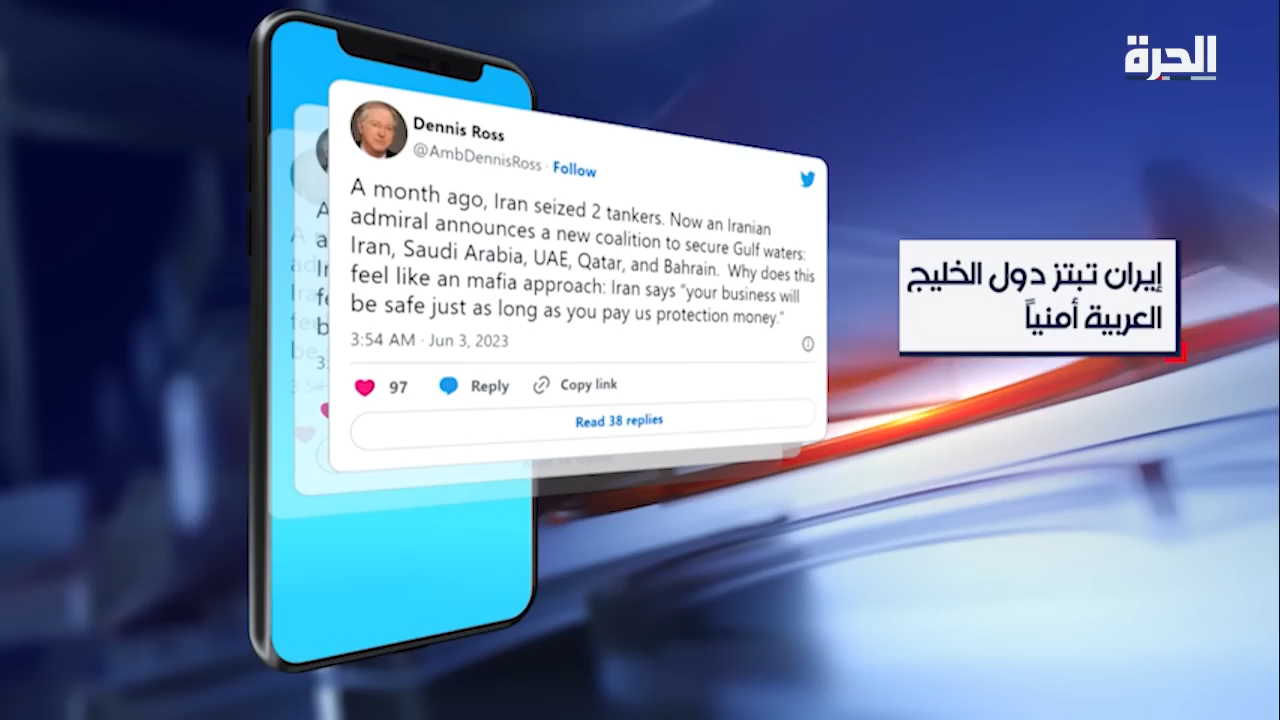 الحرة
Dennis Ross
@AmbDennisRoss · Follow
A month ago, Iran seized 2 tankers. Now an Iranian
admiral announces a new coalition to secure Gulf waters:
Iran, Saudi Arabia, UAE, Qatar, and Bahrain. Why does this
feel like an mafia approach: Iran says "your business will
be safe just as long as you pay us protection money."
3:54 AM · Jun 3, 2023
97 Reply Copy link
Read 38 replies
إيران تبتز دول الخليج
العربية أمنياً